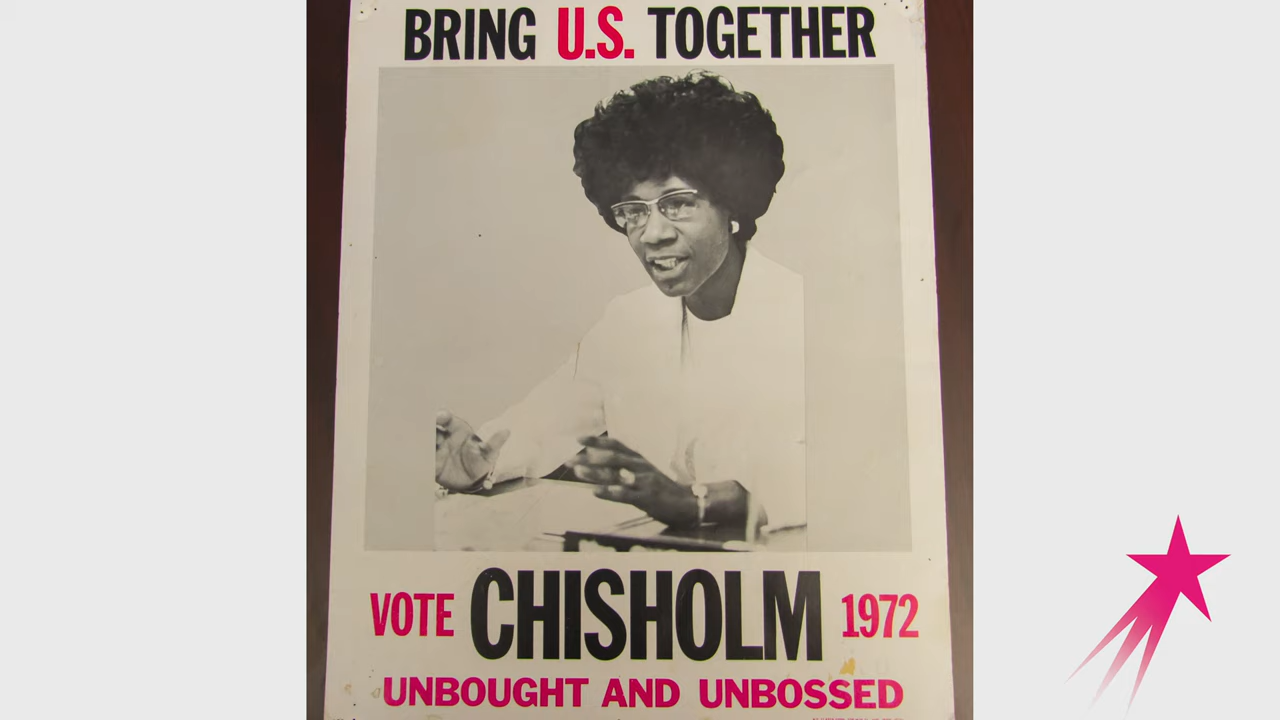 BRING U.S. TOGETHER
VOTE CHISHOLM 1972
UNBOUGHT AND UNBOSSED